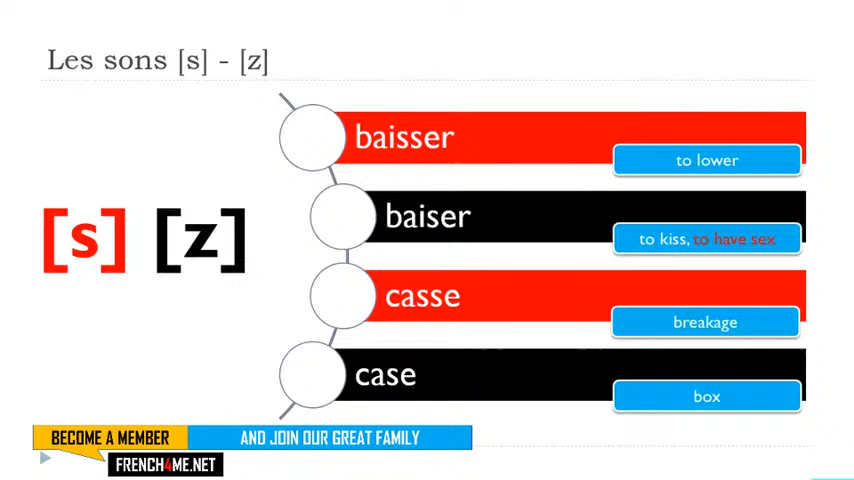 Les sons [s] - [z]
baisser
to lower
[s] [z]
baiser
to kiss, to have sex
casse
breakage
case
box
BECOME A MEMBER AND JOIN OUR GREAT FAMILY
FRENCH4ME.NET